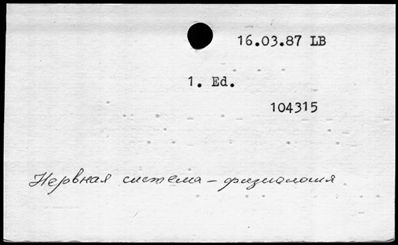 16.03.87 LB
1. Ed.
104315
Нервная система – физиология